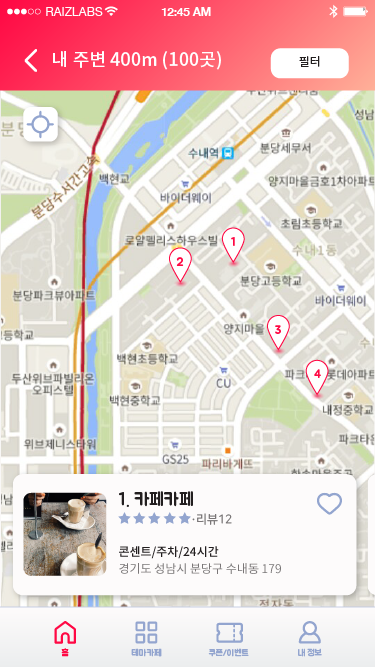 RAIZLABS
12:45 AM
내 주변 400m (100곳)
필터
수내역
분당세무서
분당수서간고속
백현교
바이더웨이
양지마을금호1차아파트
초림초등학교
로얄팰리스하우스빌
수내1동
1
2
분당고등학교
분당파크뷰아파트
바이더웨이
양지마을
3
등학교
백현초등학교
4
두산위브파빌리온
오피스텔
CU
백현중학교
내정중학교
위브제니스타워
파크타운
GS25
파리바게뜨
1. 카페카페
리뷰12
콘센트/주차/24시간
경기도 성남시 분당구 수내동 179
정자동
홈
테마카페
쿠폰/이벤트
내 정보